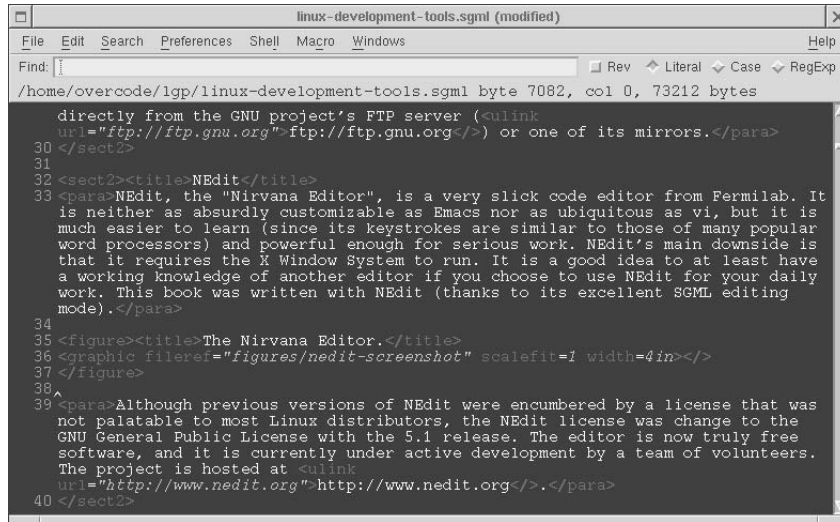 linux-development-tools.sgml (modified)
File Edit Search Preferences Shell Macro Windows Help
Find: Rev Literal Case RegExp
/home/overcode/lgp/linux-development-tools.sgml byte 7082, col 0, 73212 bytes
directly from the GNU project's FTP server (<ulink
url="ftp://ftp.gnu.org">ftp://ftp.gnu.org</>) or one of its mirrors.</para>
30 </sect2>
31
32 <sect2><title>NEdit</title>
33 <para>NEdit, the "Nirvana Editor", is a very slick code editor from Fermilab. It
is neither as absurdly customizable as Emacs nor as ubiquitous as vi, but it is
much easier to learn (since its keystrokes are similar to those of many popular
word processors) and powerful enough for serious work. NEdit's main downside is
that it requires the X Window System to run. It is a good idea to at least have
a working knowledge of another editor if you choose to use NEdit for your daily
work. This book was written with NEdit (thanks to its excellent SGML editing
mode).</para>
34
35 <figure><title>The Nirvana Editor.</title>
36 <graphic fileref="figures/nedit-screenshot" scalefit=1 width=4in></>
37 </figure>
38
39 <para>Although previous versions of NEdit were encumbered by a license that was
not palatable to most Linux distributors, the NEdit license was change to the
GNU General Public License with the 5.1 release. The editor is now truly free
software, and it is currently under active development by a team of volunteers.
The project is hosted at <ulink
url="http://www.nedit.org">http://www.nedit.org</>.</para>
40 </sect2>